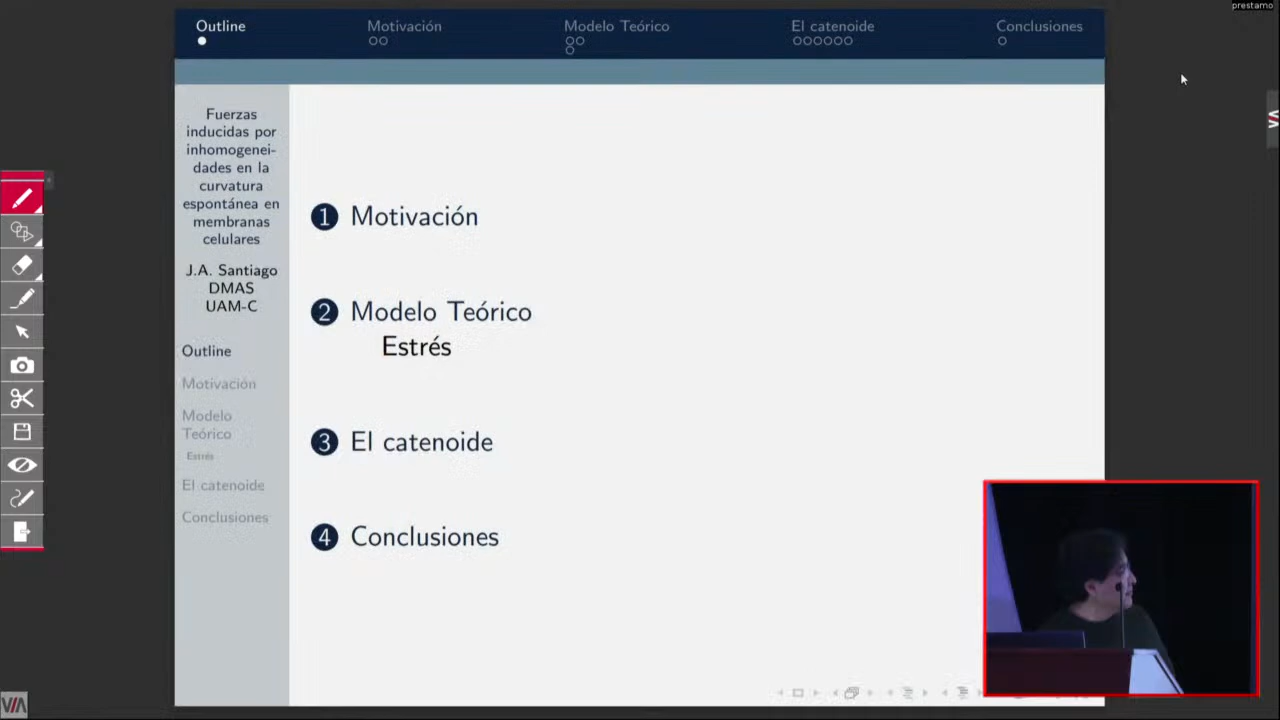 prestamo
Outline
Motivación
Modelo Teórico
El catenoide
Conclusiones
Fuerzas
inducidas por
inhomogenei-
dades en la
curvatura
espontánea en
membranas
celulares
J.A. Santiago
DMAS
UAM-C
Outline
Motivación
Modelo
Teórico
Estrés
El catenoide
Conclusiones
1 Motivación
2 Modelo Teórico
Estrés
3 El catenoide
4 Conclusiones